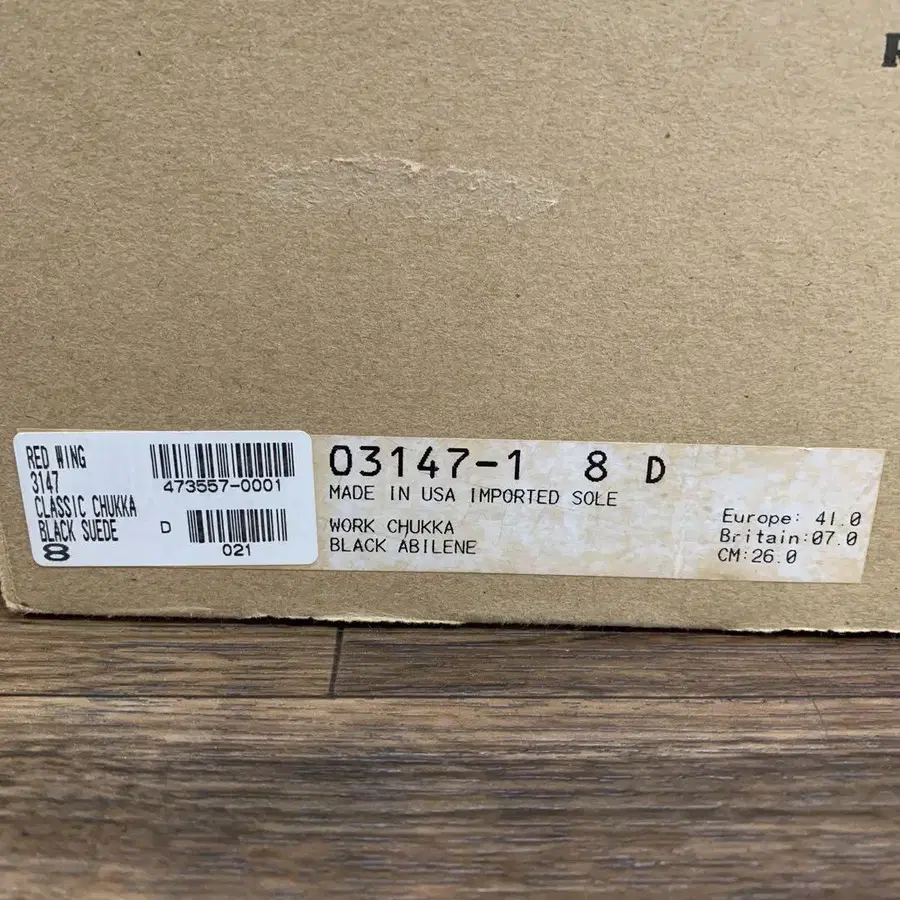 R
RED WING
3147
CLASSIC CHUKKA
BLACK SUEDE
8
D
473557-0001
021
03147-1 8 D
MADE IN USA IMPORTED SOLE
WORK CHUKKA
BLACK ABILENE
Europe: 41.0
Britain:07.0
CM:26.0